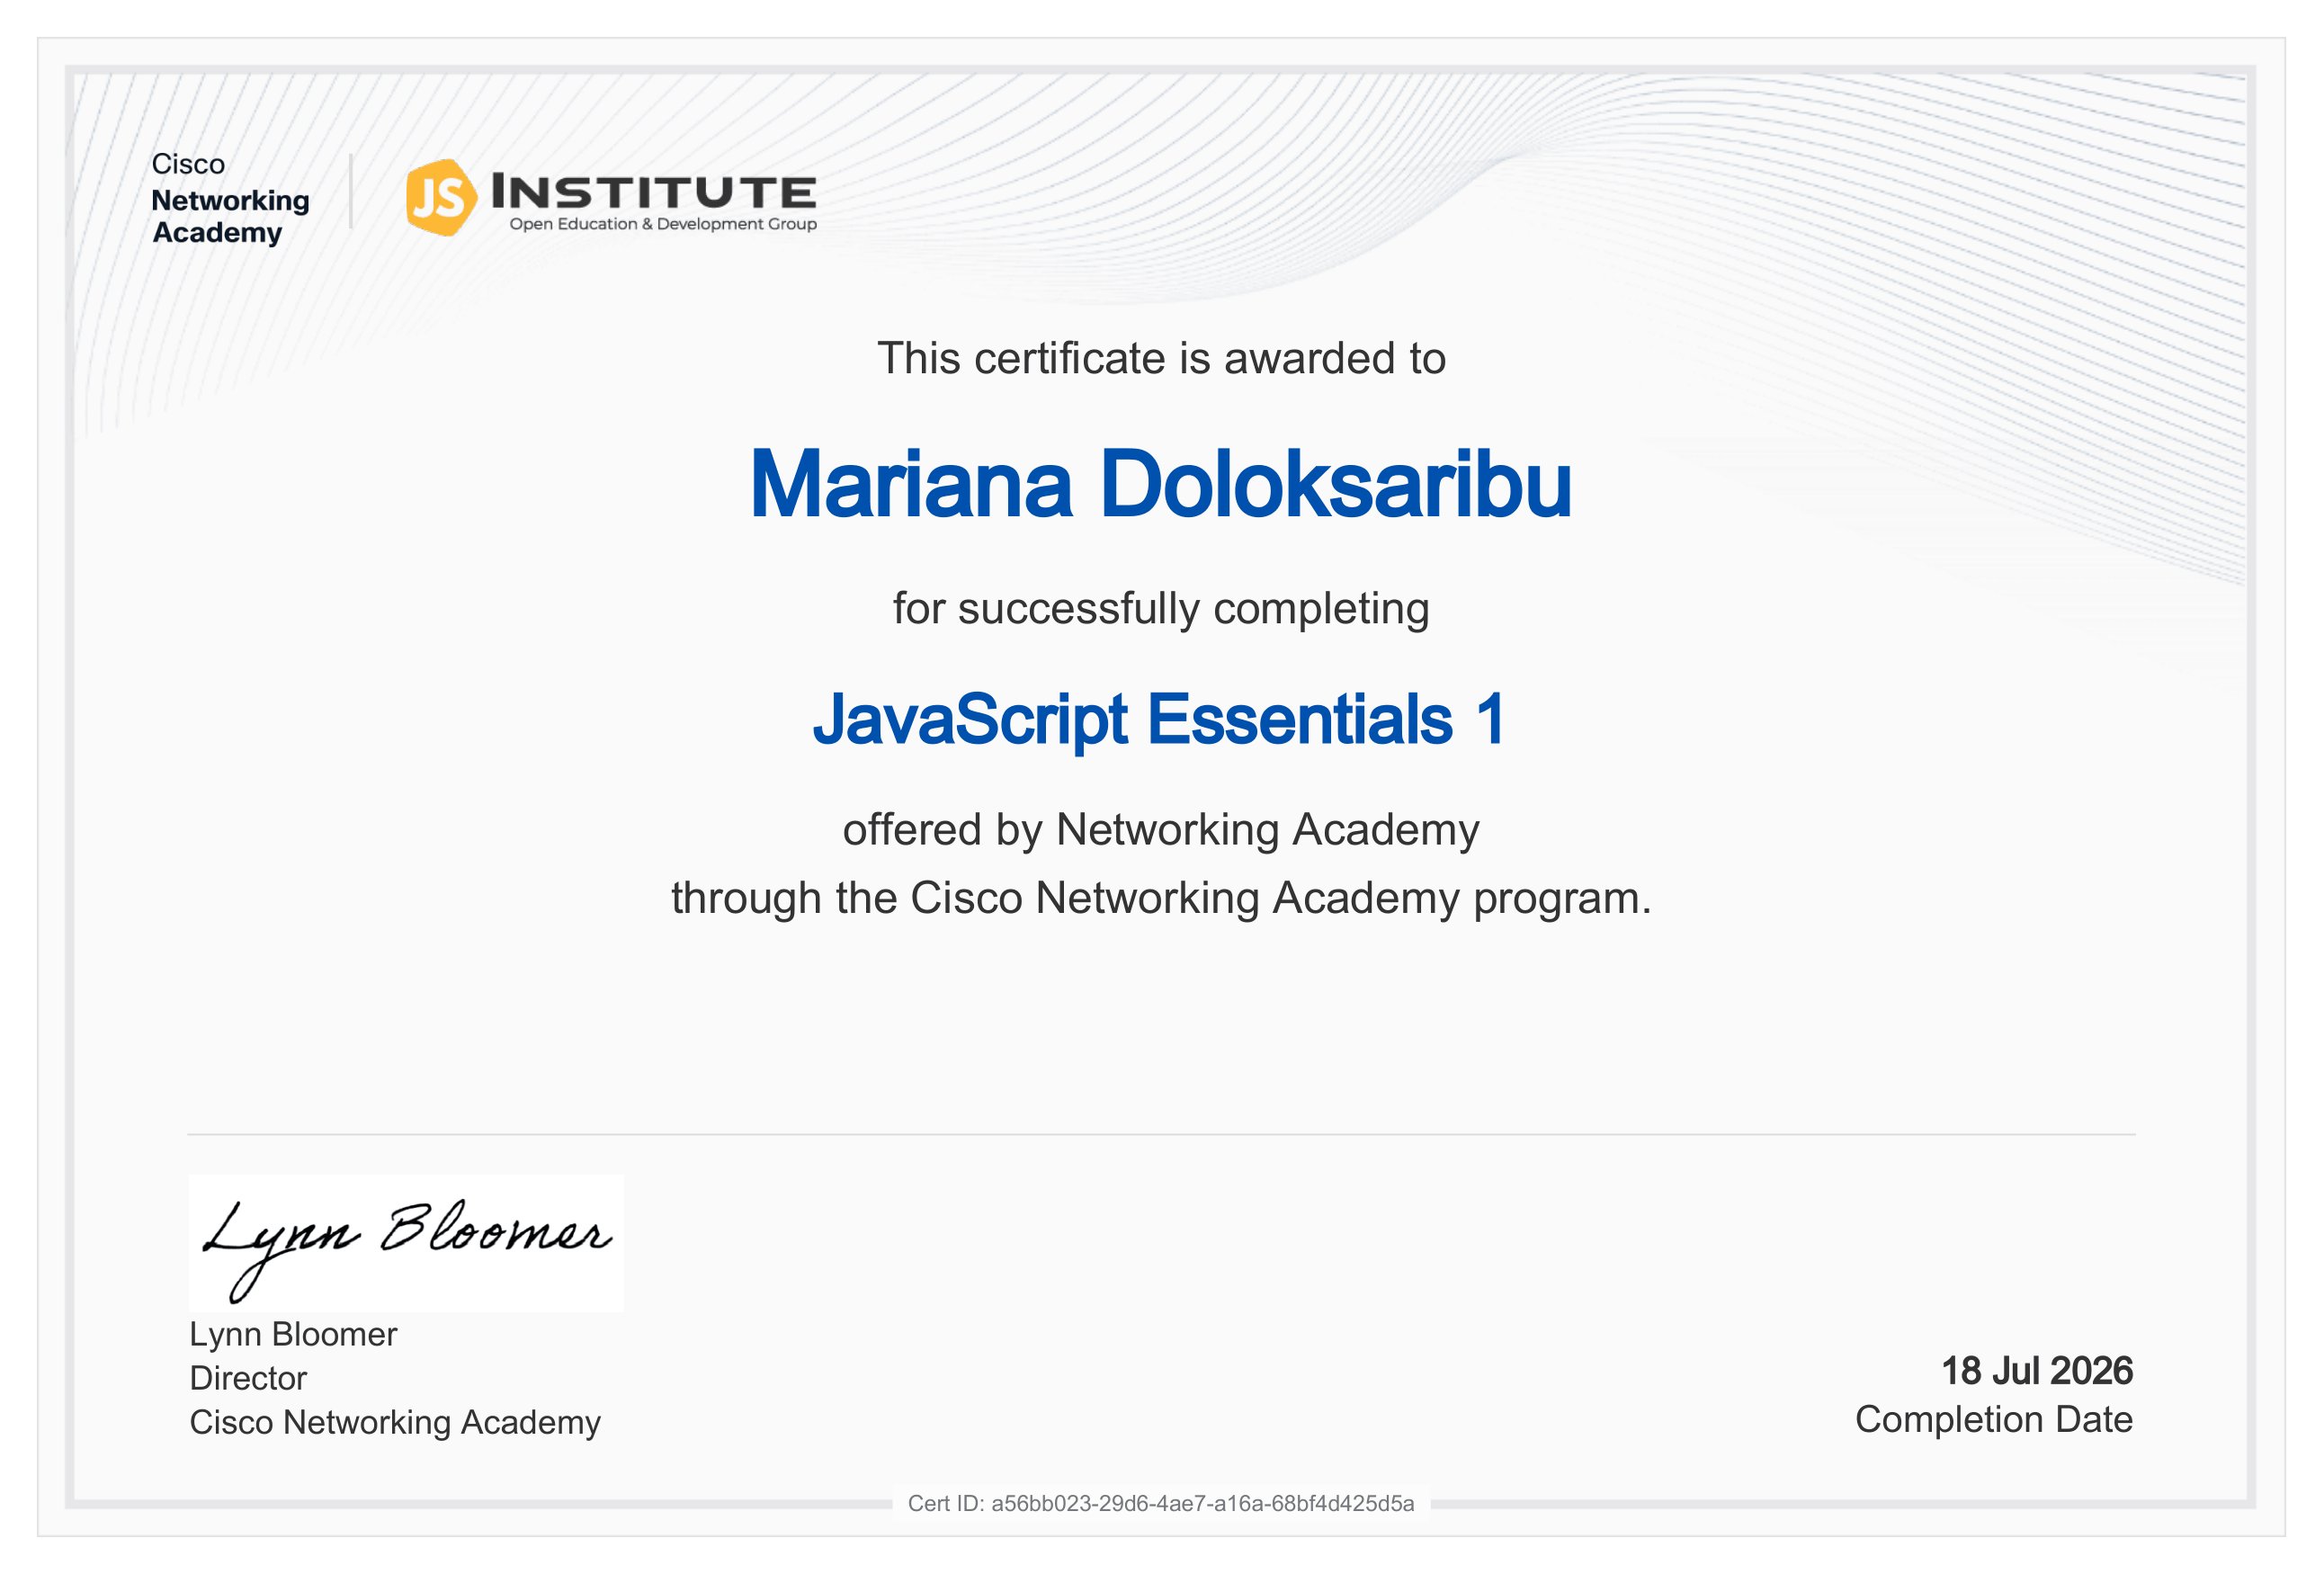 Cisco
Networking
Academy
JS INSTITUTE
Open Education & Development Group
This certificate is awarded to
Mariana Doloksaribu
for successfully completing
JavaScript Essentials 1
offered by Networking Academy
through the Cisco Networking Academy program.
Lynn Bloomer
Lynn Bloomer
Director
Cisco Networking Academy
18 Jul 2026
Completion Date
Cert ID: a56bb023-29d6-4ae7-a16a-68bf4d425d5a